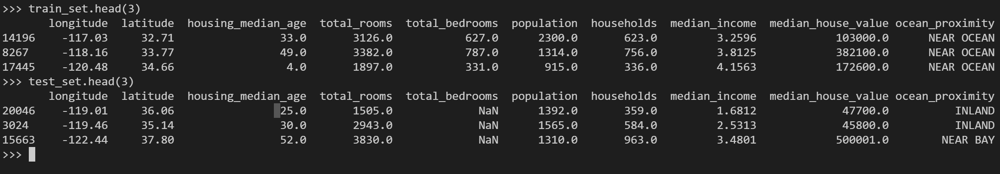 >>> train_set.head(3)
longitude latitude housing_median_age total_rooms total_bedrooms population households median_income median_house_value ocean_proximity
14196 -117.03 32.71 33.0 3126.0 627.0 2300.0 623.0 3.2596 103000.0 NEAR OCEAN
8267 -118.16 33.77 49.0 3382.0 787.0 1314.0 756.0 3.8125 382100.0 NEAR OCEAN
17445 -120.48 34.66 4.0 1897.0 331.0 915.0 336.0 4.1563 172600.0 NEAR OCEAN
>>> test_set.head(3)
longitude latitude housing_median_age total_rooms total_bedrooms population households median_income median_house_value ocean_proximity
20046 -119.01 36.06 25.0 1505.0 NaN 1392.0 359.0 1.6812 47700.0 INLAND
3024 -119.46 35.14 30.0 2943.0 NaN 1565.0 584.0 2.5313 45800.0 INLAND
15663 -122.44 37.80 52.0 3830.0 NaN 1310.0 963.0 3.4801 500001.0 NEAR BAY
>>>